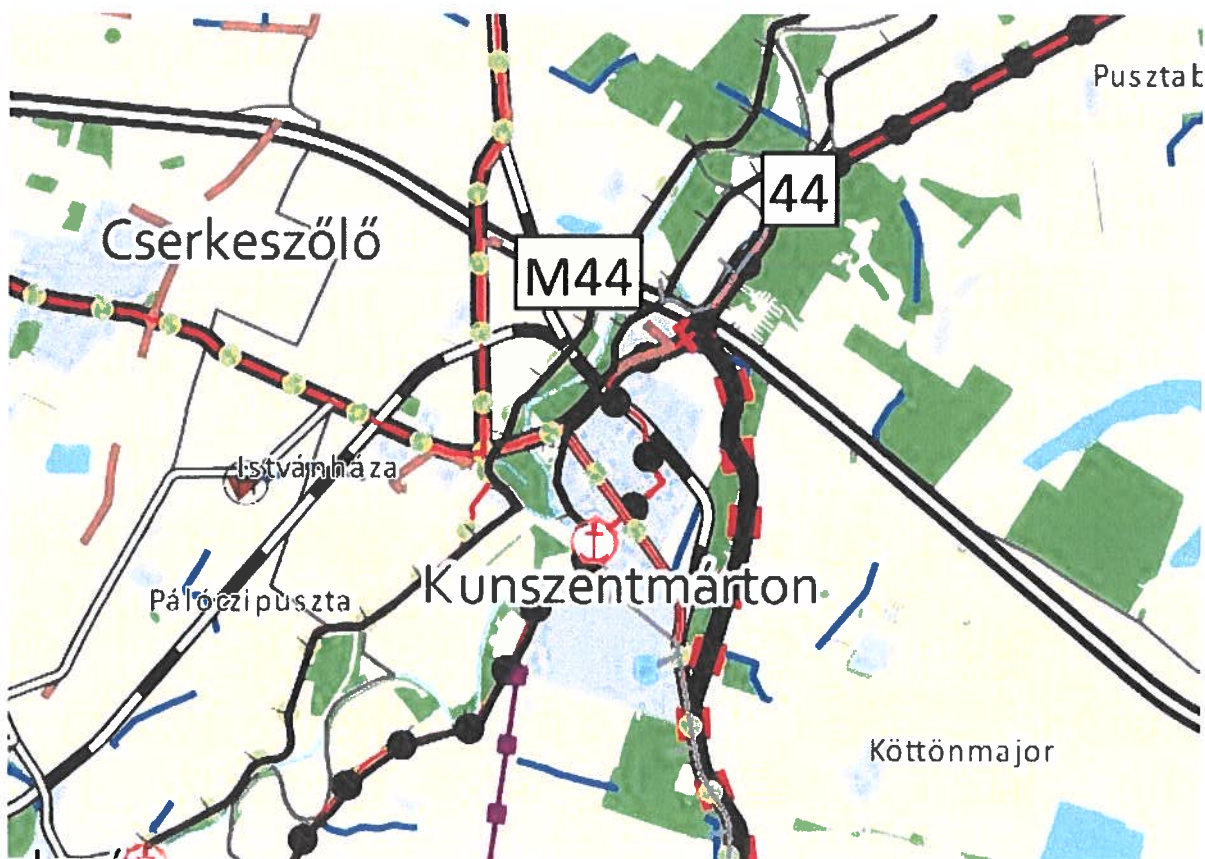 Pusztab
44
Cserkeszőlő
M44
Istvánháza
Kunszentmárton
Pálóczipuszta
Köttönmajor